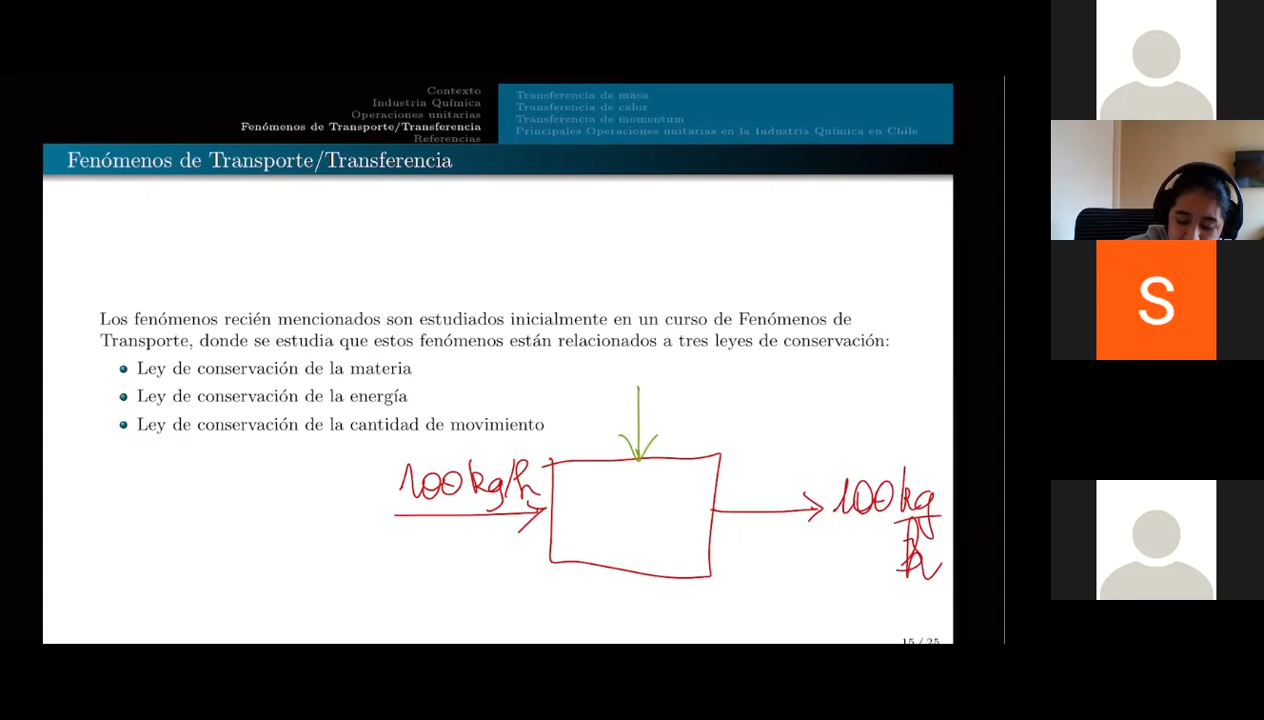 Contexto
Industria Química
Operaciones unitarias
Fenómenos de Transporte/Transferencia
Referencias
Transferencia de masa
Transferencia de calor
Transferencia de momentum
Principales Operaciones unitarias en la Industria Química en Chile
Fenómenos de Transporte/Transferencia
Los fenómenos recién mencionados son estudiados inicialmente en un curso de Fenómenos de
Transporte, donde se estudia que estos fenómenos están relacionados a tres leyes de conservación:
Ley de conservación de la materia
Ley de conservación de la energía
Ley de conservación de la cantidad de movimiento
100 kg/h
100 kg
h
15 / 25
S